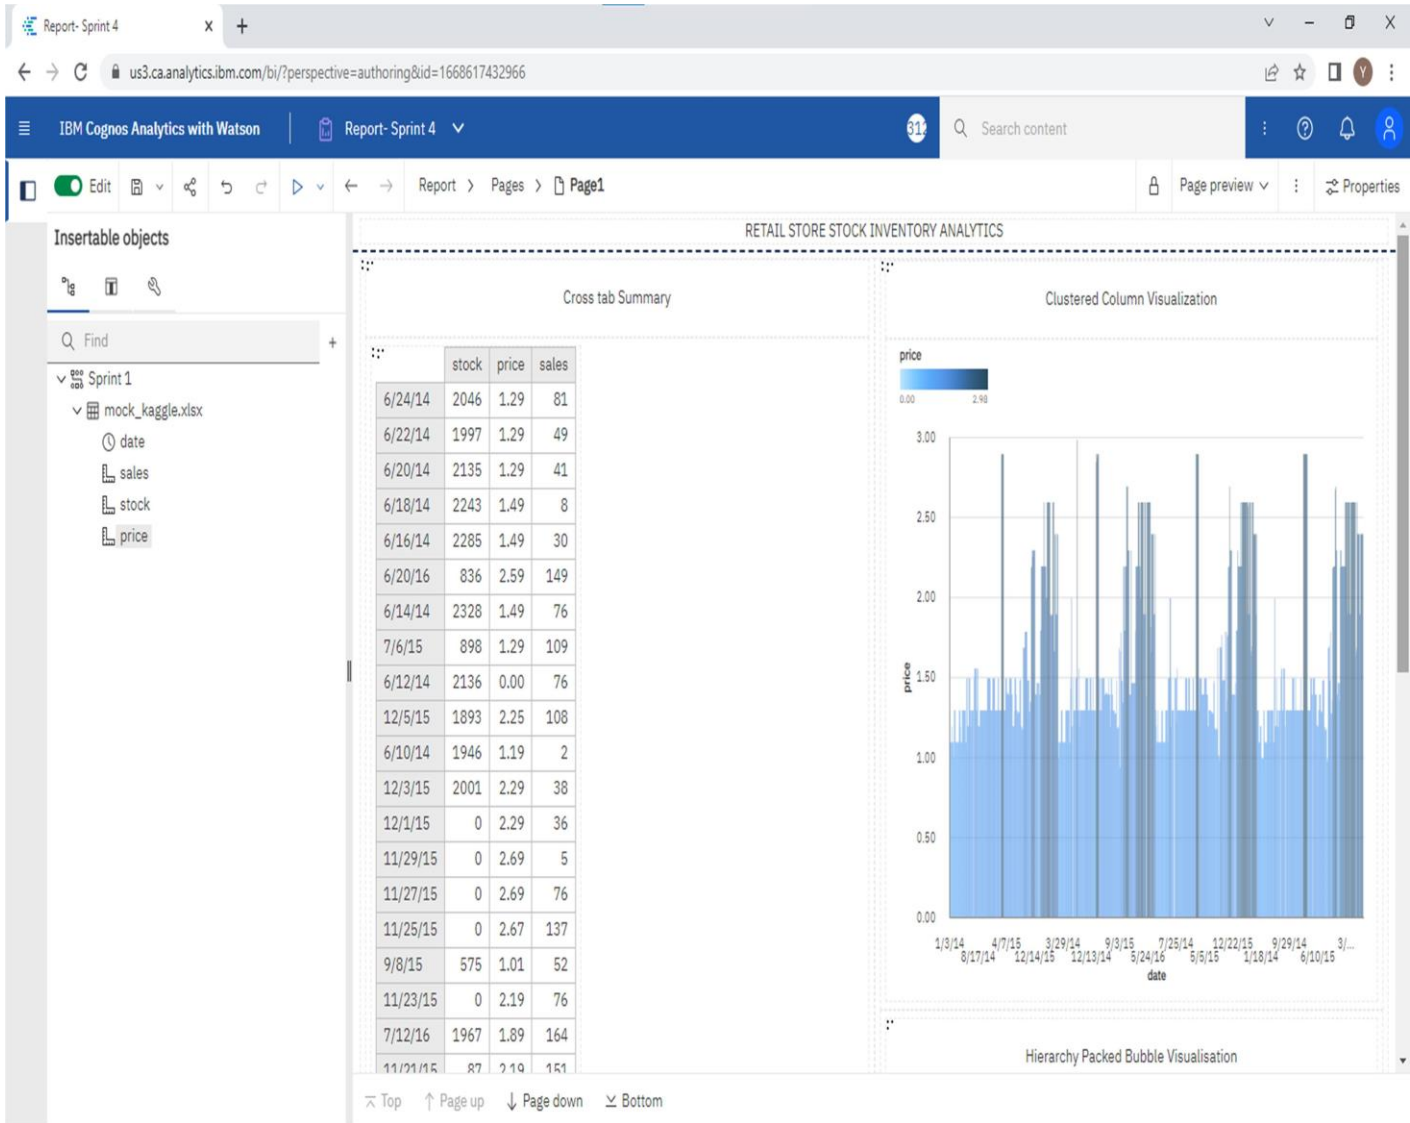 Report- Sprint 4
us3.ca.analytics.ibm.com/bi/?perspective=authoring&id=1668617432966
Y
IBM Cognos Analytics with Watson
Report- Sprint 4
Search content
Edit
Report > Pages > Page1
Page preview
Properties
Insertable objects
Find
Sprint 1
mock_kaggle.xlsx
date
sales
stock
price
RETAIL STORE STOCK INVENTORY ANALYTICS
Cross tab Summary
stock price sales
6/24/14 2046 1.29 81
6/22/14 1997 1.29 49
6/20/14 2135 1.29 41
6/18/14 2243 1.49 8
6/16/14 2285 1.49 30
6/20/16 836 2.59 149
6/14/14 2328 1.49 76
7/6/15 898 1.29 109
6/12/14 2136 0.00 76
12/5/15 1893 2.25 108
6/10/14 1946 1.19 2
12/3/15 2001 2.29 38
12/1/15 0 2.29 36
11/29/15 0 2.69 5
11/27/15 0 2.69 76
11/25/15 0 2.67 137
9/8/15 575 1.01 52
11/23/15 0 2.19 76
7/12/16 1967 1.89 164
11/21/15 87 2.19 151
Clustered Column Visualization
price
0.00 2.98
3.00
2.50
2.00
1.50
1.00
0.50
0.00
price
1/3/14 4/7/15 3/29/14 9/3/15 7/25/14 12/22/15 9/29/14 3/...
8/17/14 12/14/15 12/13/14 5/24/16 5/5/15 1/18/14 6/10/15
date
Hierarchy Packed Bubble Visualisation
Top Page up Page down Bottom